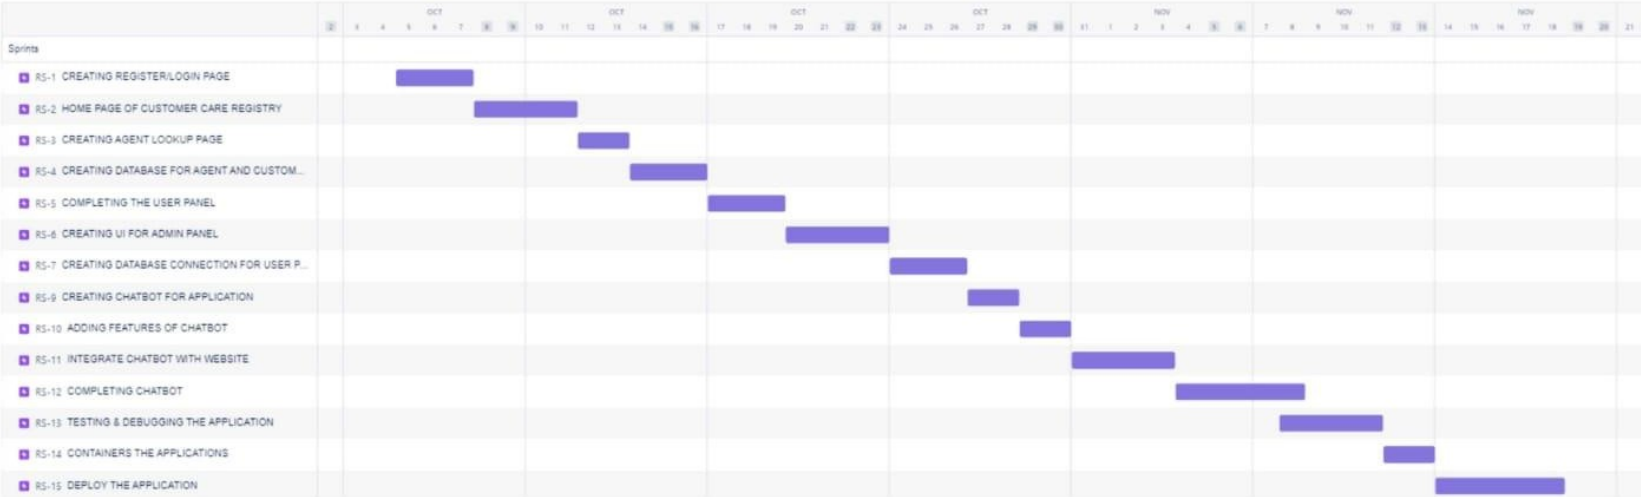 OCT OCT OCT OCT NOV NOV NOV
2 3 4 5 6 7 8 9 10 11 12 13 14 15 16 17 18 19 20 21 22 23 24 25 26 27 28 29 30 31 1 2 3 4 5 6 7 8 9 10 11 12 13 14 15 16 17 18 19 20 21
Sprints
RS-1 CREATING REGISTER/LOGIN PAGE
RS-2 HOME PAGE OF CUSTOMER CARE REGISTRY
RS-3 CREATING AGENT LOOKUP PAGE
RS-4 CREATING DATABASE FOR AGENT AND CUSTOM...
RS-5 COMPLETING THE USER PANEL
RS-6 CREATING UI FOR ADMIN PANEL
RS-7 CREATING DATABASE CONNECTION FOR USER P...
RS-9 CREATING CHATBOT FOR APPLICATION
RS-10 ADDING FEATURES OF CHATBOT
RS-11 INTEGRATE CHATBOT WITH WEBSITE
RS-12 COMPLETING CHATBOT
RS-13 TESTING & DEBUGGING THE APPLICATION
RS-14 CONTAINERS THE APPLICATIONS
RS-15 DEPLOY THE APPLICATION